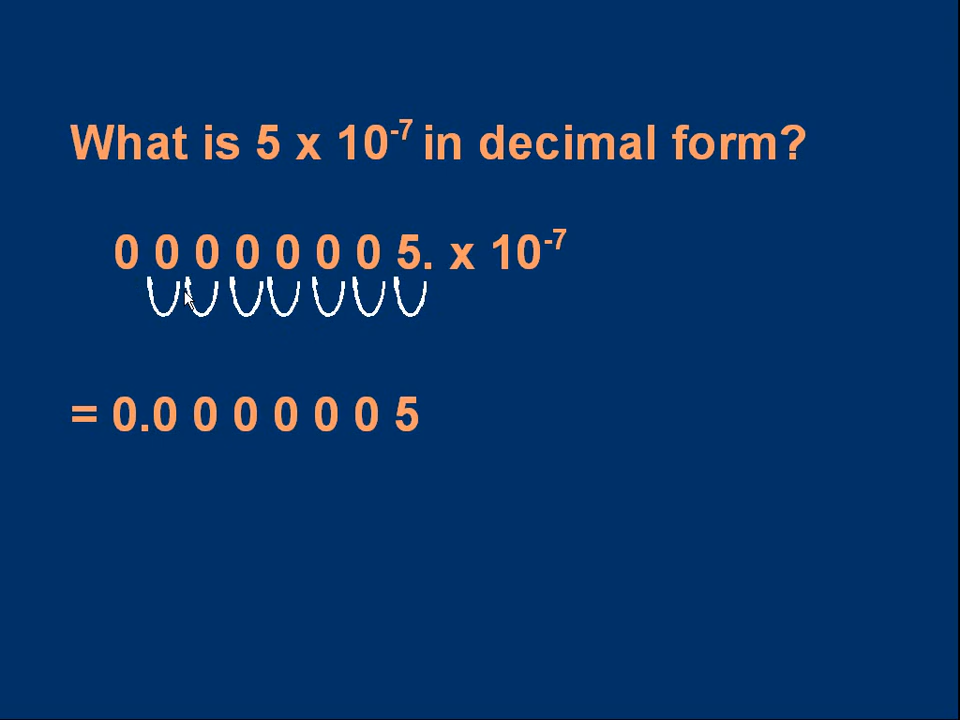 What is 5 x 10⁻⁷ in decimal form?
0 0 0 0 0 0 0 5. x 10⁻⁷
= 0.0 0 0 0 0 0 5